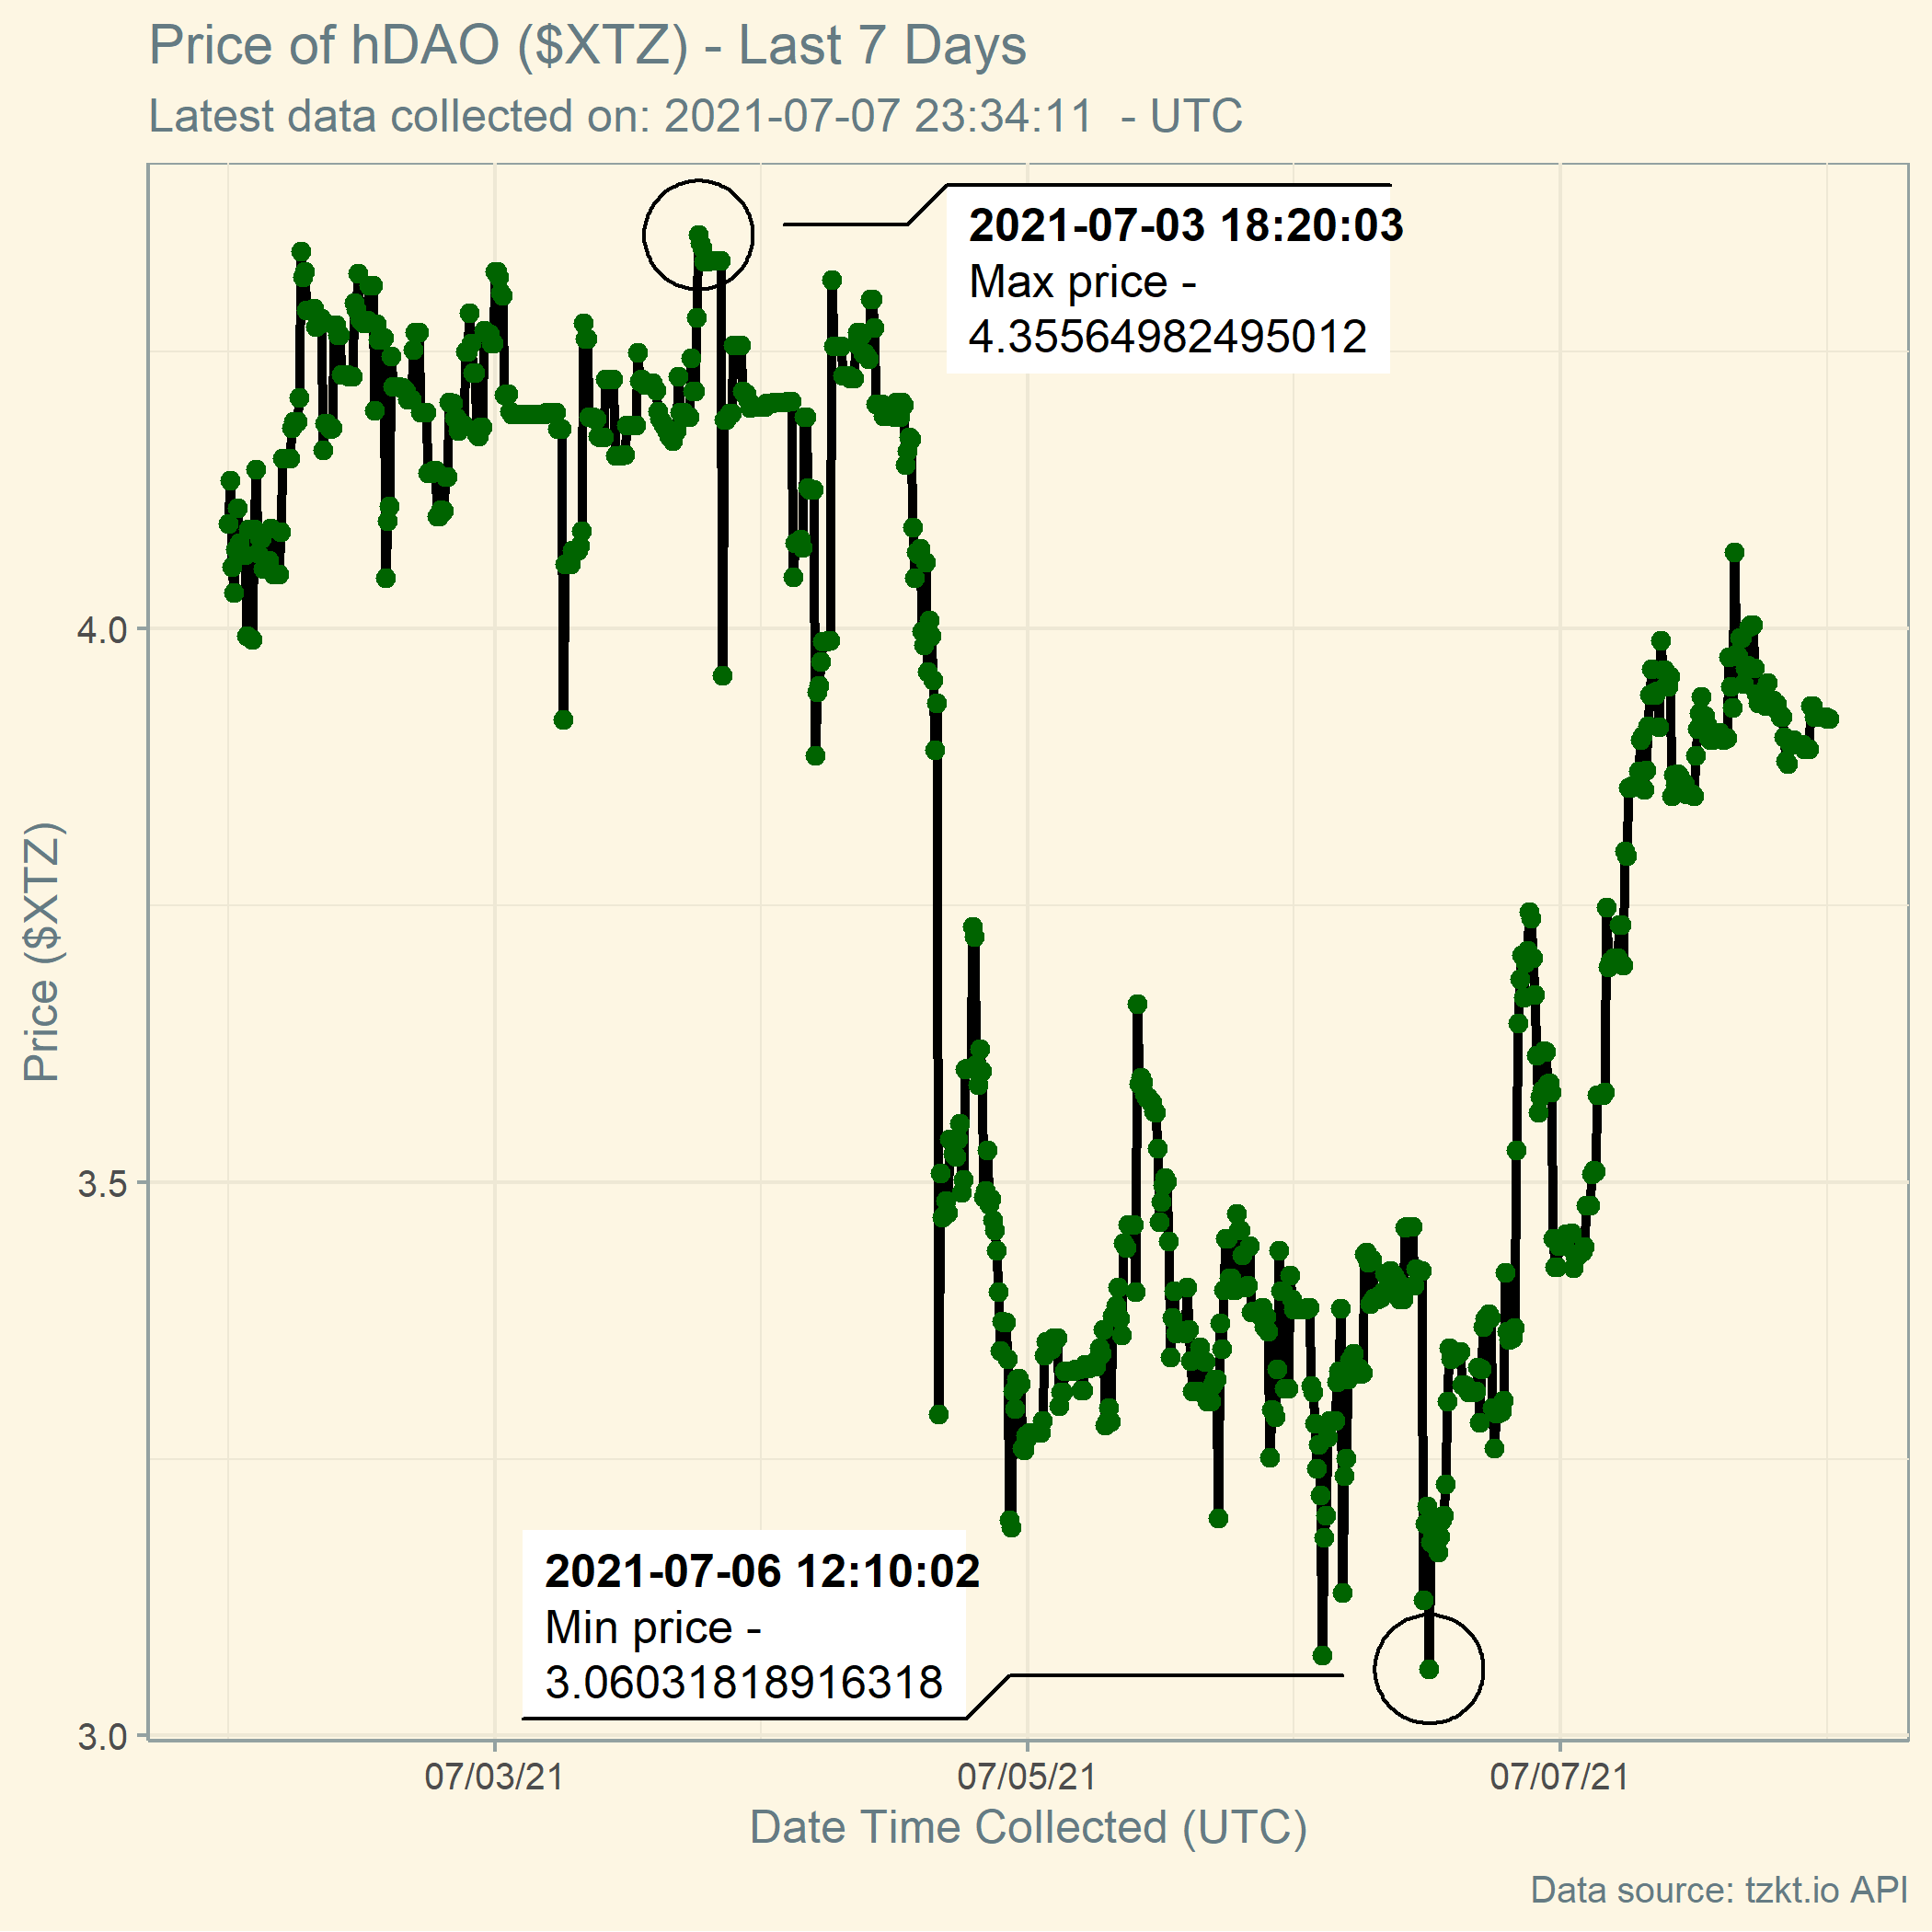 Price of hDAO ($XTZ) - Last 7 Days
Latest data collected on: 2021-07-07 23:34:11  - UTC
2021-07-03 18:20:03
Max price -
4.35564982495012
4.0
Price ($XTZ)
3.5
2021-07-06 12:10:02
Min price -
3.06031818916318
3.0
07/03/21
07/05/21
07/07/21
Date Time Collected (UTC)
Data source: tzkt.io API